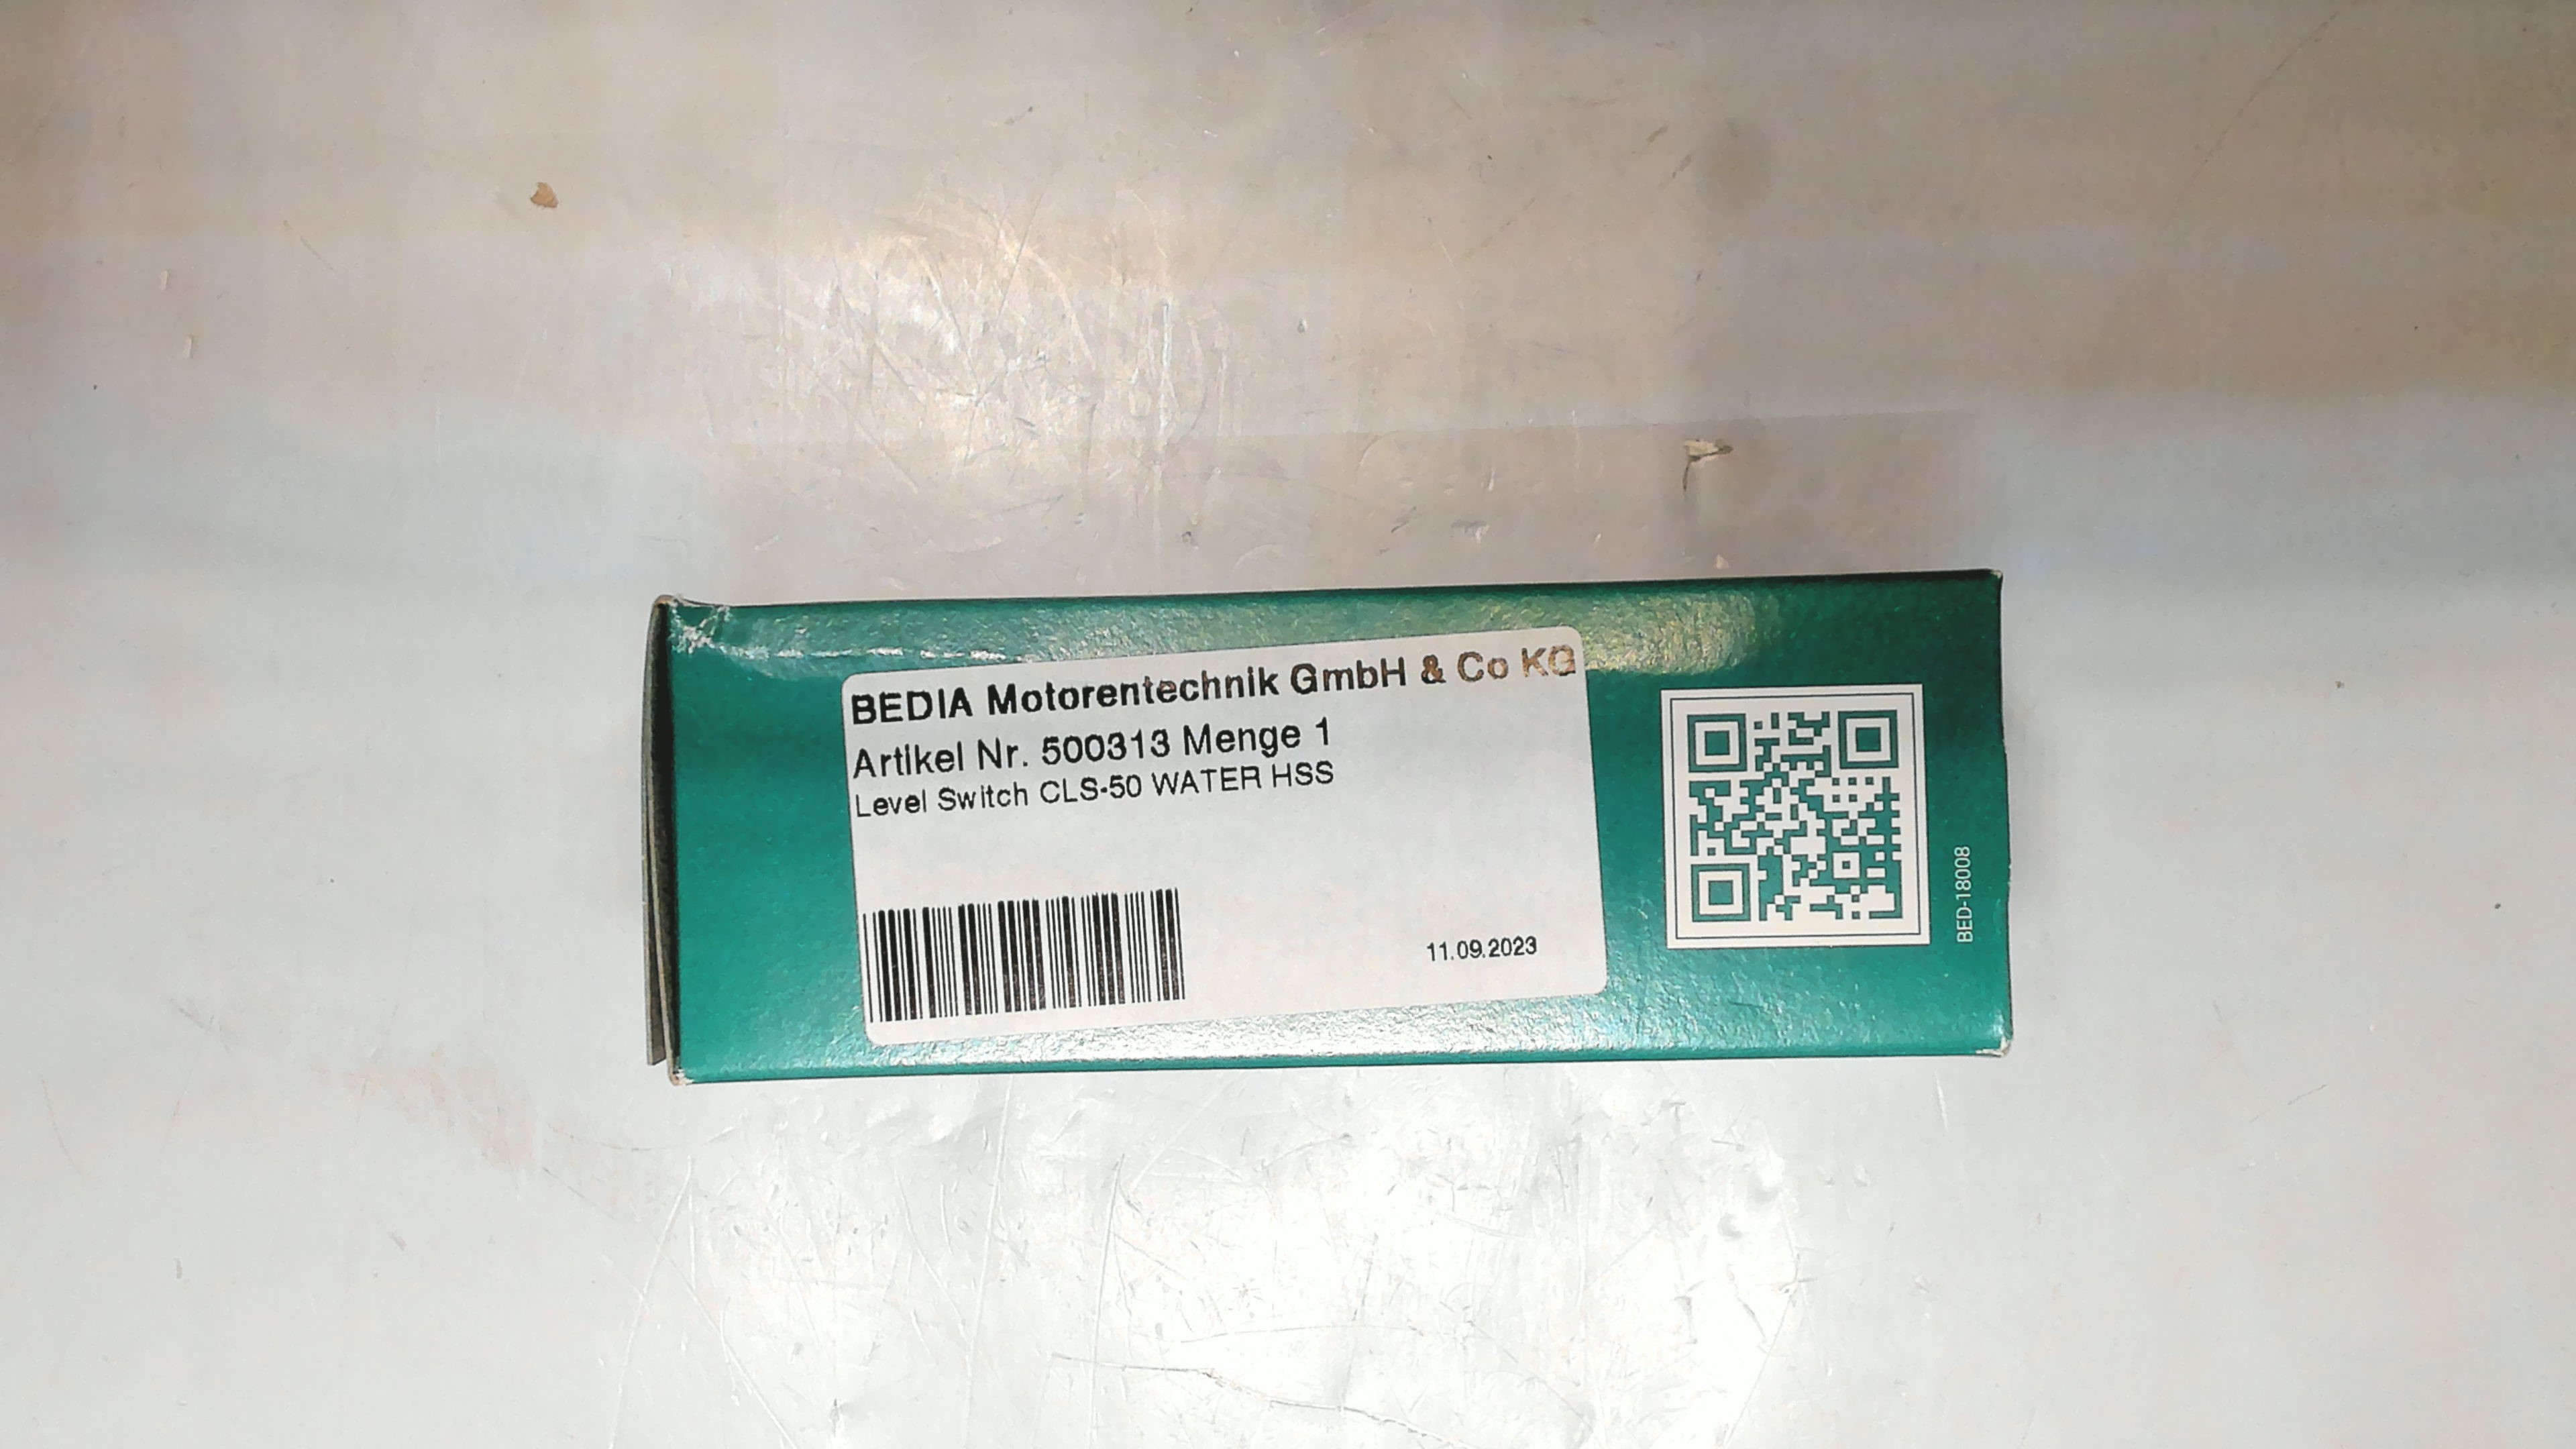 BEDIA Motorentechnik GmbH & Co KG
Artikel Nr. 500313 Menge 1
Level Switch CLS-50 WATER HSS
11.09.2023
BED-18008